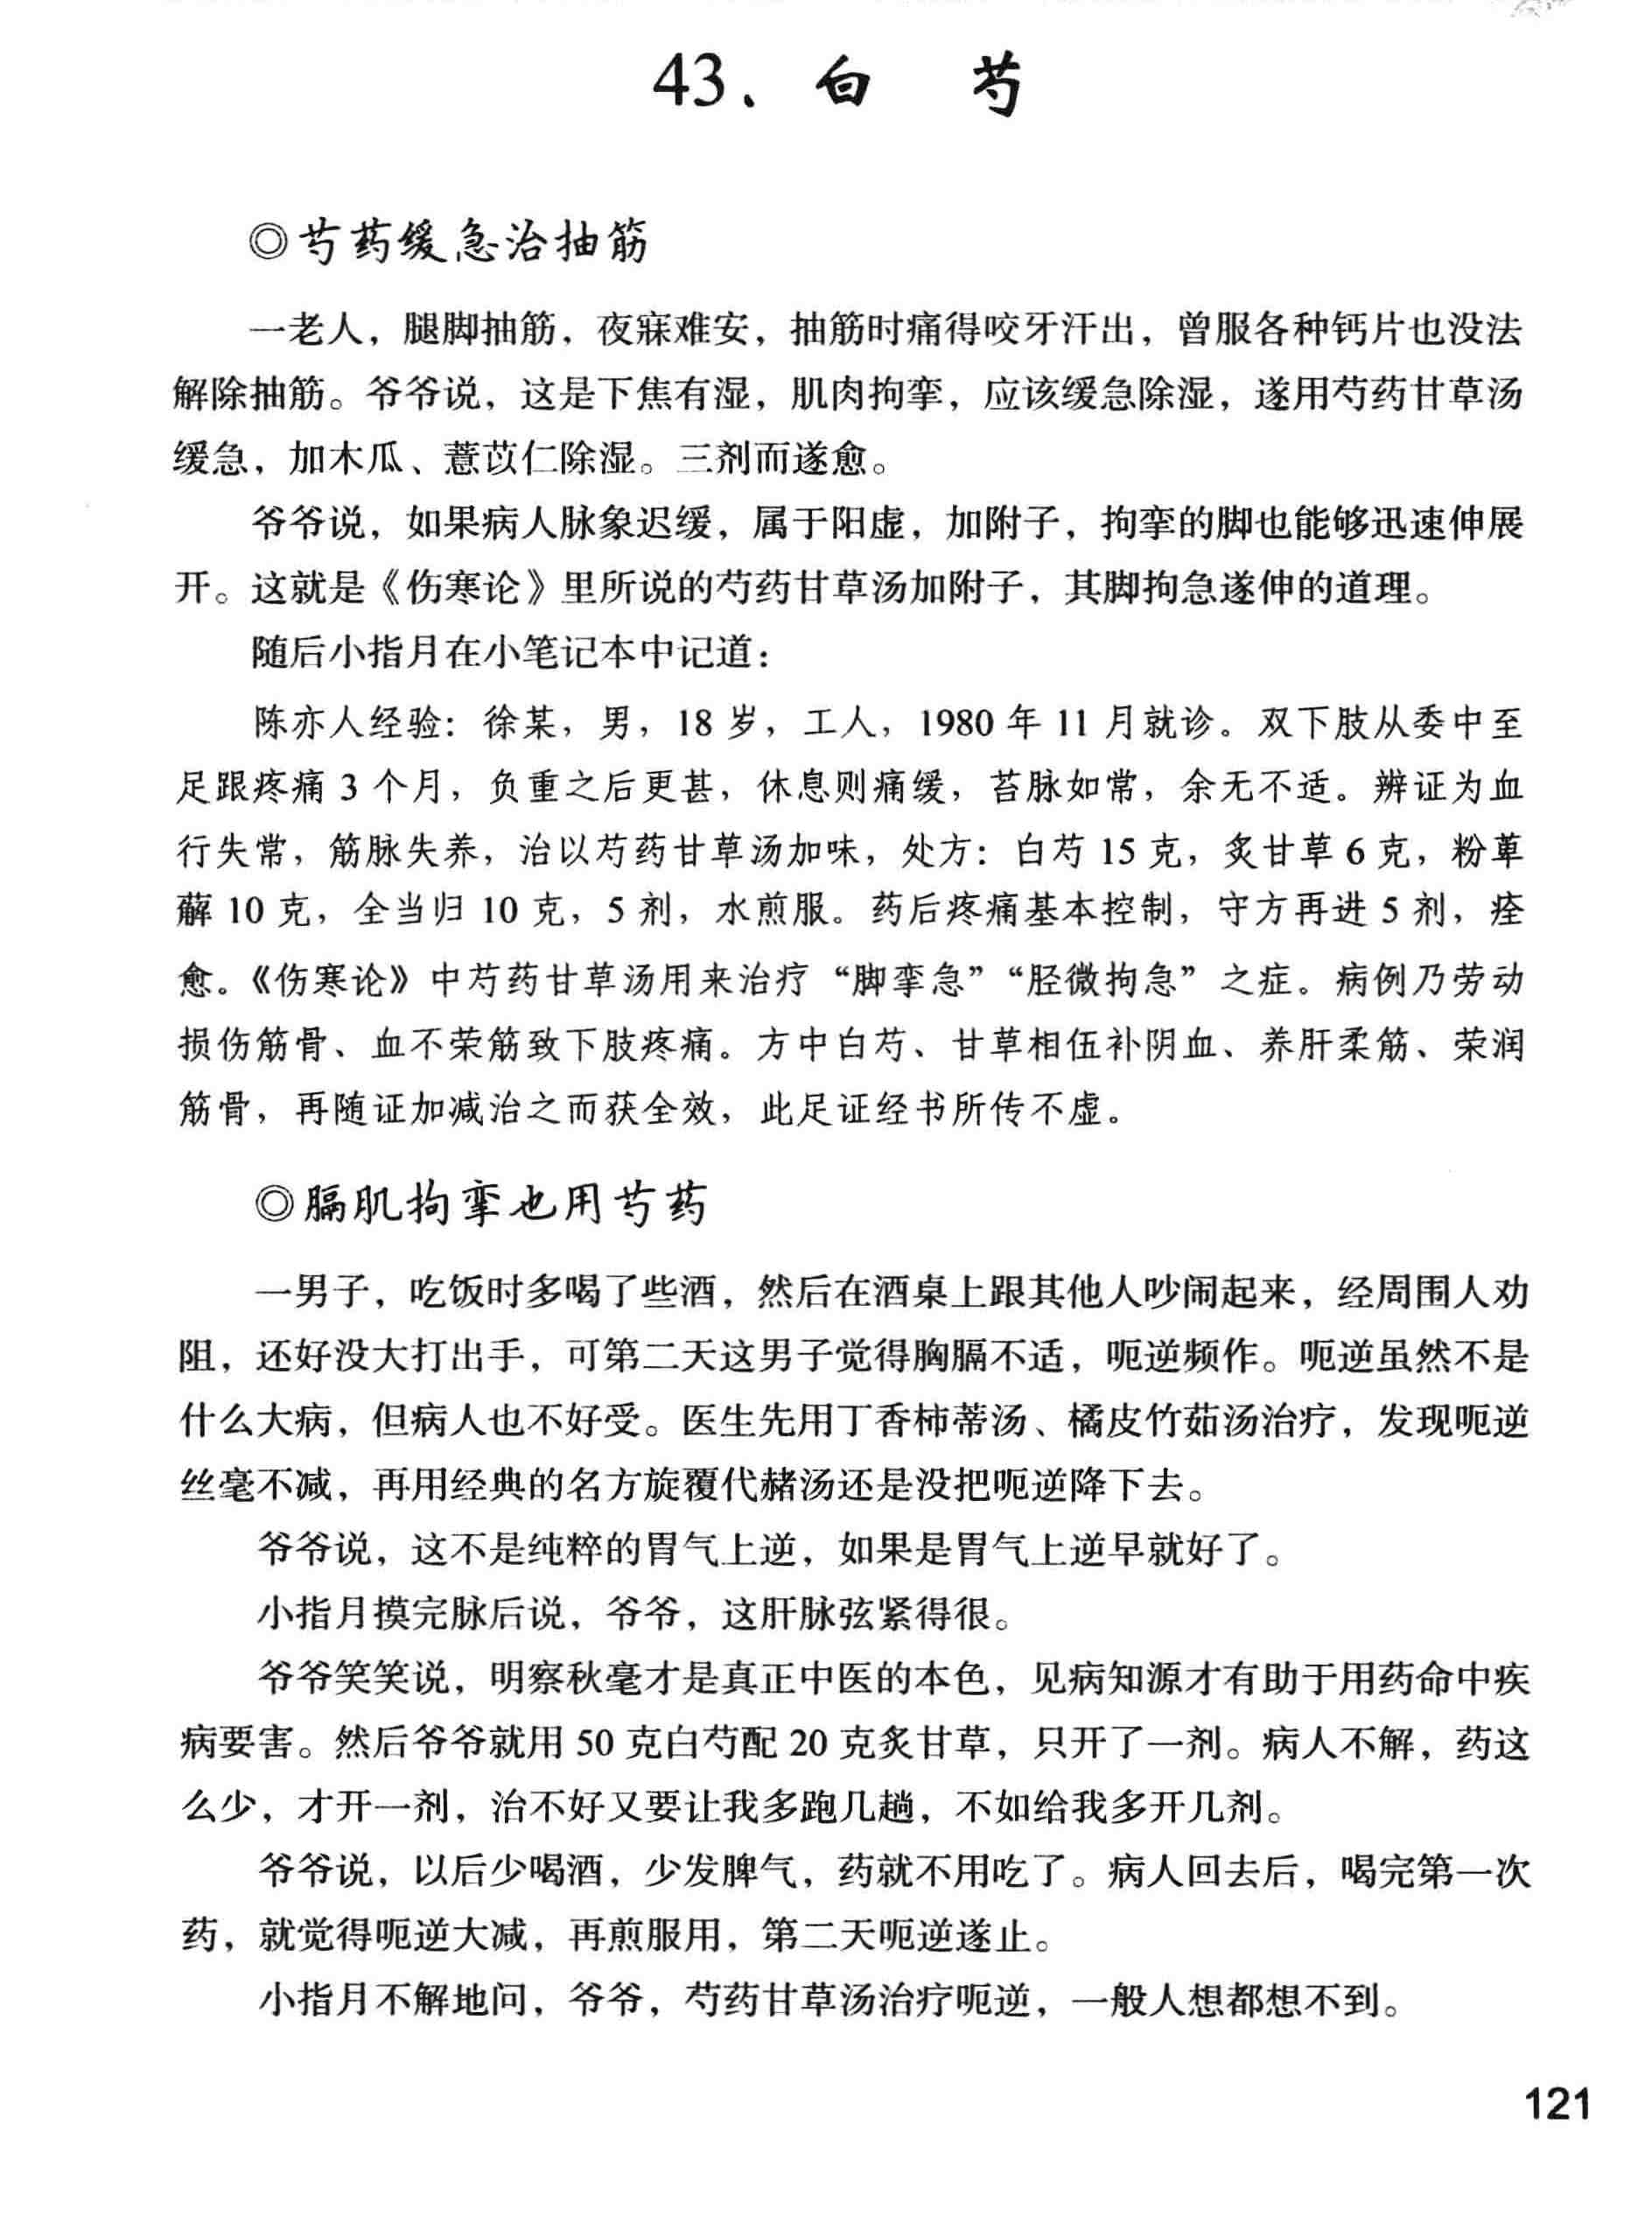 43、白　芍
◎芍药缓急治抽筋
一老人，腿脚抽筋，夜寐难安，抽筋时痛得咬牙汗出，曾服各种钙片也没法
解除抽筋。爷爷说，这是下焦有湿，肌肉拘挛，应该缓急除湿，遂用芍药甘草汤
缓急，加木瓜、薏苡仁除湿。三剂而遂愈。
爷爷说，如果病人脉象迟缓，属于阳虚，加附子，拘挛的脚也能够迅速伸展
开。这就是《伤寒论》里所说的芍药甘草汤加附子，其脚拘急遂伸的道理。
随后小指月在小笔记本中记道：
陈亦人经验：徐某，男，18 岁，工人，1980 年 11 月就诊。双下肢从委中至
足跟疼痛 3 个月，负重之后更甚，休息则痛缓，苔脉如常，余无不适。辨证为血
行失常，筋脉失养，治以芍药甘草汤加味，处方：白芍 15 克，炙甘草 6 克，粉萆
薢 10 克，全当归 10 克，5 剂，水煎服。药后疼痛基本控制，守方再进 5 剂，痊
愈。《伤寒论》中芍药甘草汤用来治疗“脚挛急”“胫微拘急”之症。病例乃劳动
损伤筋骨、血不荣筋致下肢疼痛。方中白芍、甘草相伍补阴血、养肝柔筋、荣润
筋骨，再随证加减治之而获全效，此足证经书所传不虚。
◎膈肌拘挛也用芍药
一男子，吃饭时多喝了些酒，然后在酒桌上跟其他人吵闹起来，经周围人劝
阻，还好没大打出手，可第二天这男子觉得胸膈不适，呃逆频作。呃逆虽然不是
什么大病，但病人也不好受。医生先用丁香柿蒂汤、橘皮竹茹汤治疗，发现呃逆
丝毫不减，再用经典的名方旋覆代赭汤还是没把呃逆降下去。
爷爷说，这不是纯粹的胃气上逆，如果是胃气上逆早就好了。
小指月摸完脉后说，爷爷，这肝脉弦紧得很。
爷爷笑笑说，明察秋毫才是真正中医的本色，见病知源才有助于用药命中疾
病要害。然后爷爷就用 50 克白芍配 20 克炙甘草，只开了一剂。病人不解，药这
么少，才开一剂，治不好又要让我多跑几趟，不如给我多开几剂。
爷爷说，以后少喝酒，少发脾气，药就不用吃了。病人回去后，喝完第一次
药，就觉得呃逆大减，再煎服用，第二天呃逆遂止。
小指月不解地问，爷爷，芍药甘草汤治疗呃逆，一般人想都想不到。
121